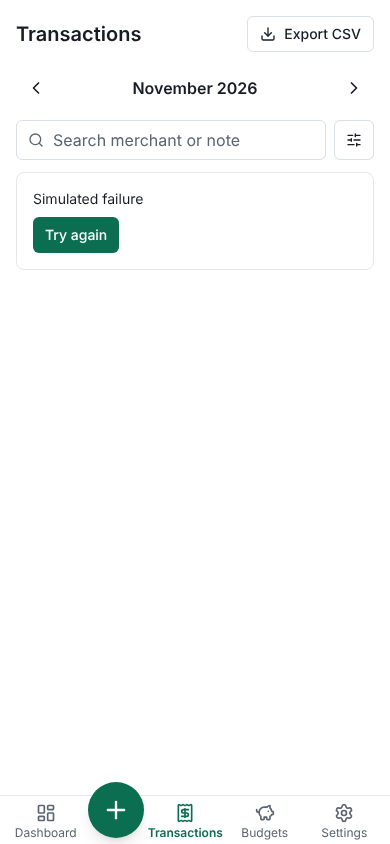 Transactions
Export CSV
November 2026
Search merchant or note
Simulated failure
Try again
Dashboard
Transactions
Budgets
Settings